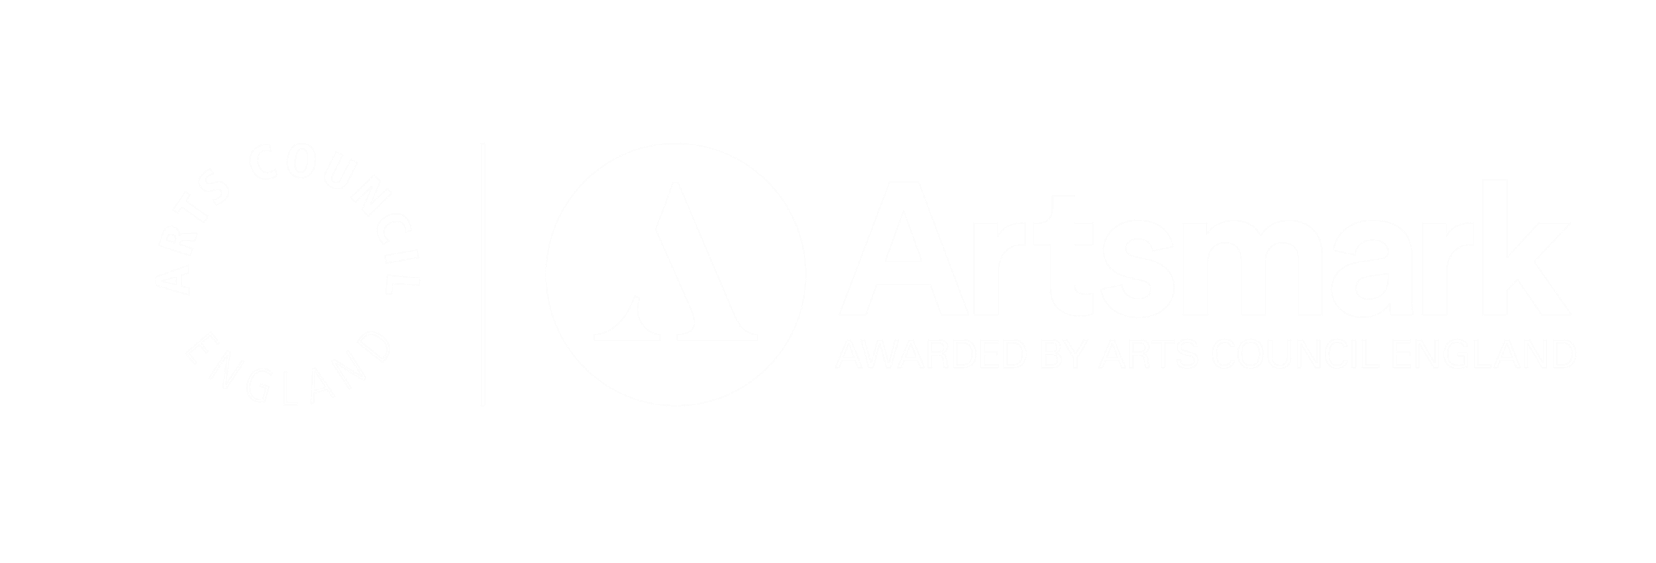 ARTS COUNCIL
ENGLAND
Artsmark
AWARDED BY ARTS COUNCIL ENGLAND